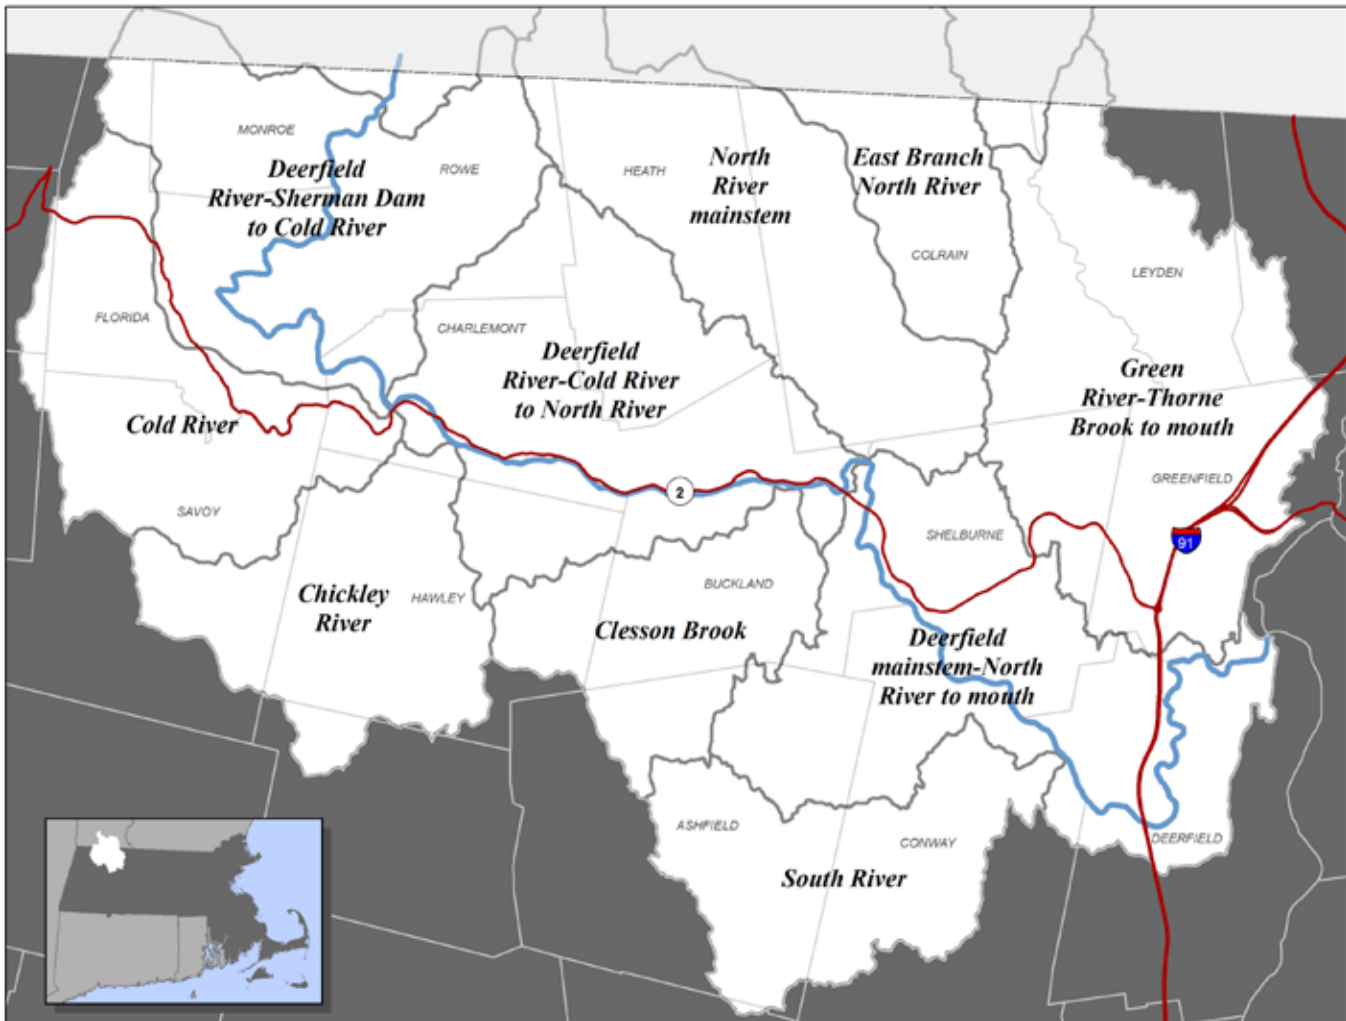 MONROE
Deerfield
River-Sherman Dam
to Cold River
ROWE
HEATH
North
River
mainstem
East Branch
North River
COLRAIN
LEYDEN
FLORIDA
CHARLEMONT
Deerfield
River-Cold River
to North River
Green
River-Thorne
Brook to mouth
Cold River
GREENFIELD
2
SAVOY
SHELBURNE
91
Chickley
River
HAWLEY
BUCKLAND
Clesson Brook
Deerfield
mainstem-North
River to mouth
ASHFIELD
CONWAY
DEERFIELD
South River